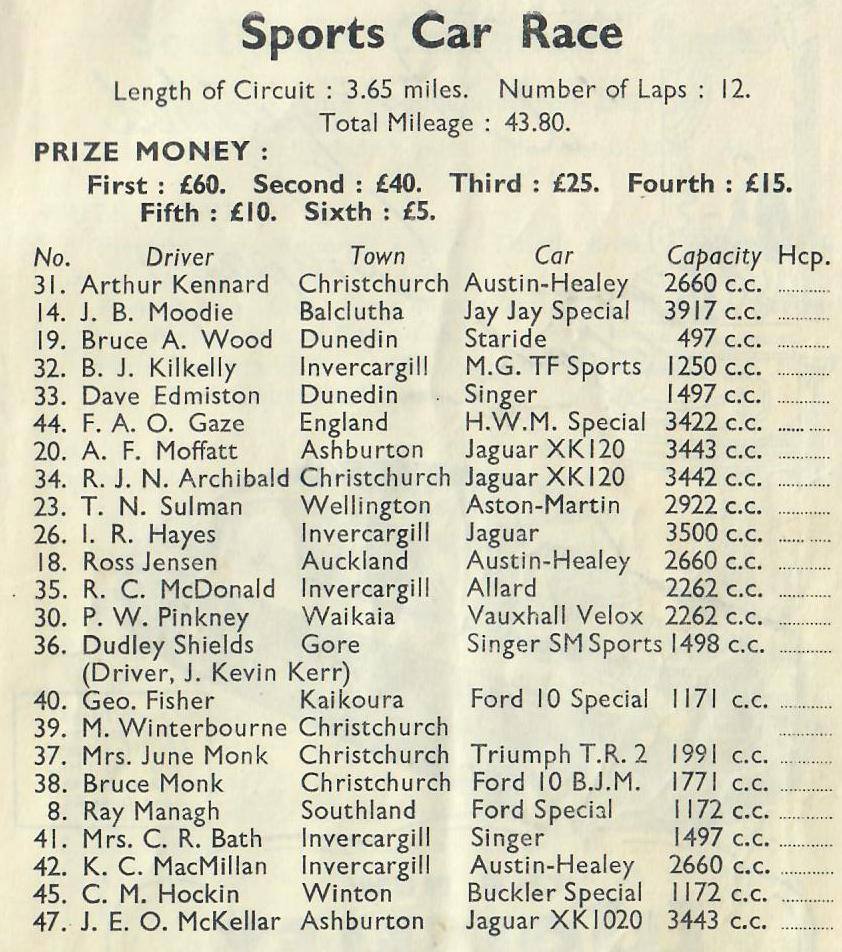 Sports Car Race
Length of Circuit : 3.65 miles. Number of Laps : 12.
Total Mileage : 43.80.
PRIZE MONEY :
First : £60. Second : £40. Third : £25. Fourth : £15.
Fifth : £10. Sixth : £5.
No. Driver Town Car Capacity Hcp.
31. Arthur Kennard Christchurch Austin-Healey 2660 c.c. ............
14. J. B. Moodie Balclutha Jay Jay Special 3917 c.c. ............
19. Bruce A. Wood Dunedin Staride 497 c.c. ............
32. B. J. Kilkelly Invercargill M.G. TF Sports 1250 c.c. ............
33. Dave Edmiston Dunedin Singer 1497 c.c. ............
44. F. A. O. Gaze England H.W.M. Special 3422 c.c. ............
20. A. F. Moffatt Ashburton Jaguar XK120 3443 c.c. ............
34. R. J. N. Archibald Christchurch Jaguar XK120 3442 c.c. ............
23. T. N. Sulman Wellington Aston-Martin 2922 c.c. ............
26. I. R. Hayes Invercargill Jaguar 3500 c.c. ............
18. Ross Jensen Auckland Austin-Healey 2660 c.c. ............
35. R. C. McDonald Invercargill Allard 2262 c.c. ............
30. P. W. Pinkney Waikaia Vauxhall Velox 2262 c.c. ............
36. Dudley Shields Gore Singer SM Sports 1498 c.c. ............
(Driver, J. Kevin Kerr)
40. Geo. Fisher Kaikoura Ford 10 Special 1171 c.c. ............
39. M. Winterbourne Christchurch ............
37. Mrs. June Monk Christchurch Triumph T.R. 2 1991 c.c. ............
38. Bruce Monk Christchurch Ford 10 B.J.M. 1771 c.c. ............
8. Ray Managh Southland Ford Special 1172 c.c. ............
41. Mrs. C. R. Bath Invercargill Singer 1497 c.c. ............
42. K. C. MacMillan Invercargill Austin-Healey 2660 c.c. ............
45. C. M. Hockin Winton Buckler Special 1172 c.c. ............
47. J. E. O. McKellar Ashburton Jaguar XK1020 3443 c.c. ............